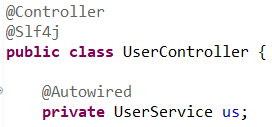 @Controller
@Slf4j
public class UserController {
@Autowired
private UserService us;